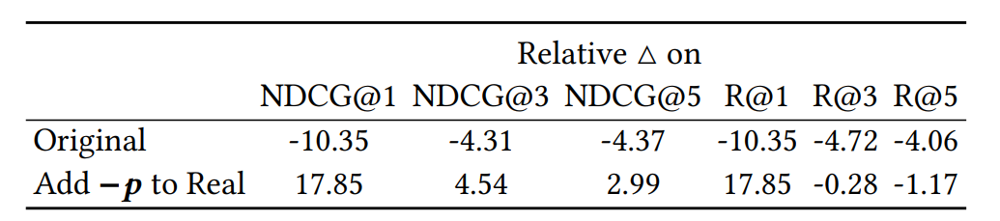 Relative △ on
NDCG@1 NDCG@3 NDCG@5 R@1 R@3 R@5
Original -10.35 -4.31 -4.37 -10.35 -4.72 -4.06
Add −p to Real 17.85 4.54 2.99 17.85 -0.28 -1.17